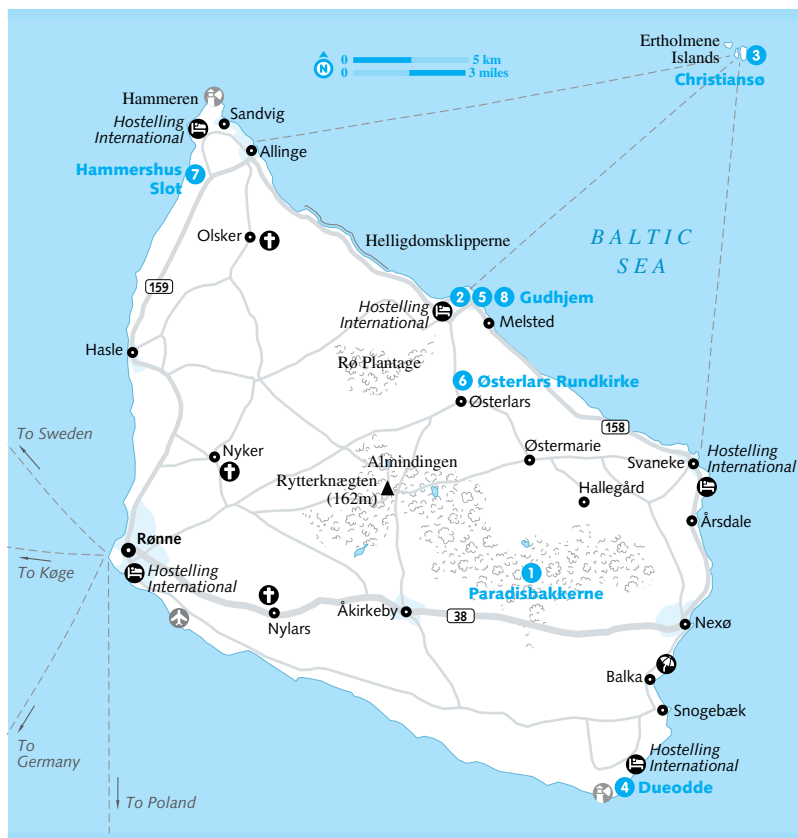 Ertholmene
Islands
3
Christiansø
0 5 km
N
0 3 miles
Hammeren
Sandvig
Hostelling
International
Allinge
Hammershus
Slot
7
Olsker
Helligdomsklipperne
BALTIC
SEA
159
Hostelling
International
2 5 8 Gudhjem
Melsted
Hasle
Rø Plantage
6 Østerlars Rundkirke
Østerlars
To Sweden
158
Nyker
Almindingen
Østermarie
Svaneke
Hostelling
International
Rytterknægten
(162m)
Hallegård
Årsdale
Rønne
To Køge
Hostelling
International
1
Paradisbakkerne
Nylars
Åkirkeby
38
Nexø
Balka
Snogebæk
To
Germany
Hostelling
International
4 Dueodde
To Poland